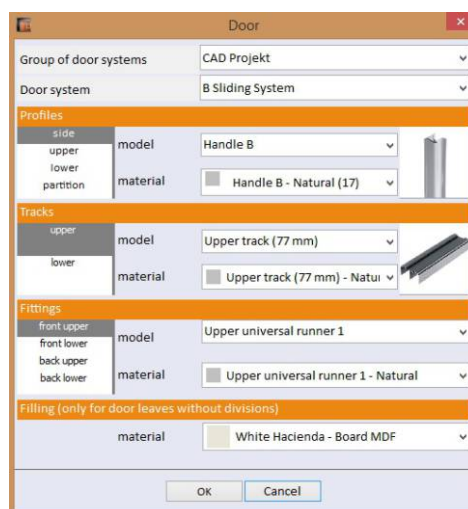 Door
Group of door systems CAD Projekt
Door system B Sliding System
Profiles
side
upper
lower
partition
model Handle B
material Handle B - Natural (17)
Tracks
upper
lower
model Upper track (77 mm)
material Upper track (77 mm) - Natu
Fittings
front upper
front lower
back upper
back lower
model Upper universal runner 1
material Upper universal runner 1 - Natural
Filling (only for door leaves without divisions)
material White Hacienda - Board MDF
OK Cancel